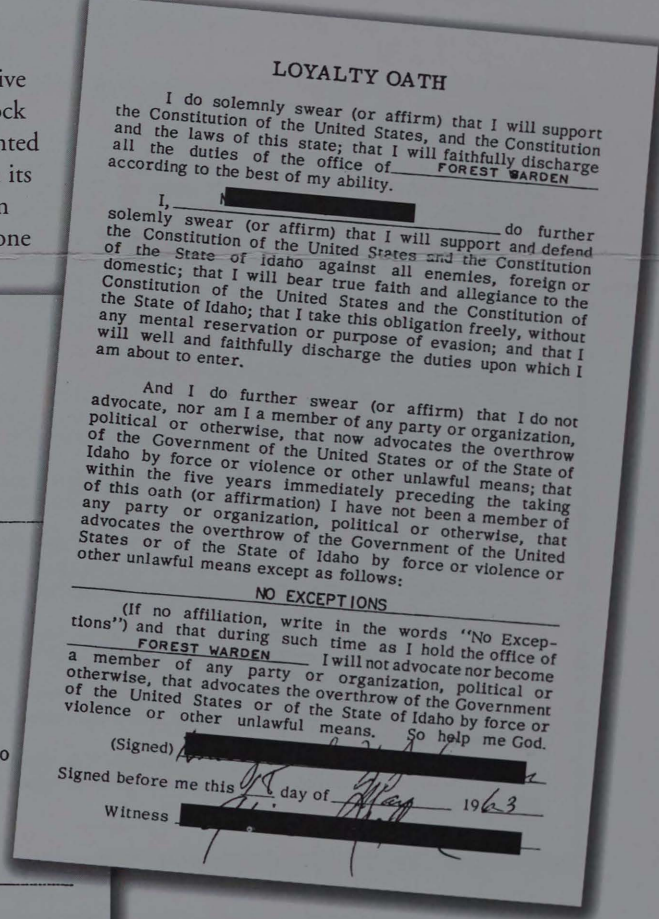 ive
ock
nted
its
n
one
LOYALTY OATH
I do solemnly swear (or affirm) that I will support
the Constitution of the United States, and the Constitution
and the laws of this state; that I will faithfully discharge
all the duties of the office of FOREST WARDEN
according to the best of my ability.
I, do further
solemly swear (or affirm) that I will support and defend
the Constitution of the United States and the Constitution
of the State of Idaho against all enemies, foreign or
domestic; that I will bear true faith and allegiance to the
Constitution of the United States and the Constitution of
the State of Idaho; that I take this obligation freely, without
any mental reservation or purpose of evasion; and that I
will well and faithfully discharge the duties upon which I
am about to enter.
And I do further swear (or affirm) that I do not
advocate, nor am I a member of any party or organization,
political or otherwise, that now advocates the overthrow
of the Government of the United States or of the State of
Idaho by force or violence or other unlawful means; that
within the five years immediately preceding the taking
of this oath (or affirmation) I have not been a member of
any party or organization, political or otherwise, that
advocates the overthrow of the Government of the United
States or of the State of Idaho by force or violence or
other unlawful means except as follows:
NO EXCEPTIONS
(If no affiliation, write in the words "No Excep-
tions") and that during such time as I hold the office of
FOREST WARDEN I will not advocate nor become
a member of any party or organization, political or
otherwise, that advocates the overthrow of the Government
of the United States or of the State of Idaho by force or
violence or other unlawful means. So help me God.
(Signed)
Signed before me this day of May 1963
Witness
o